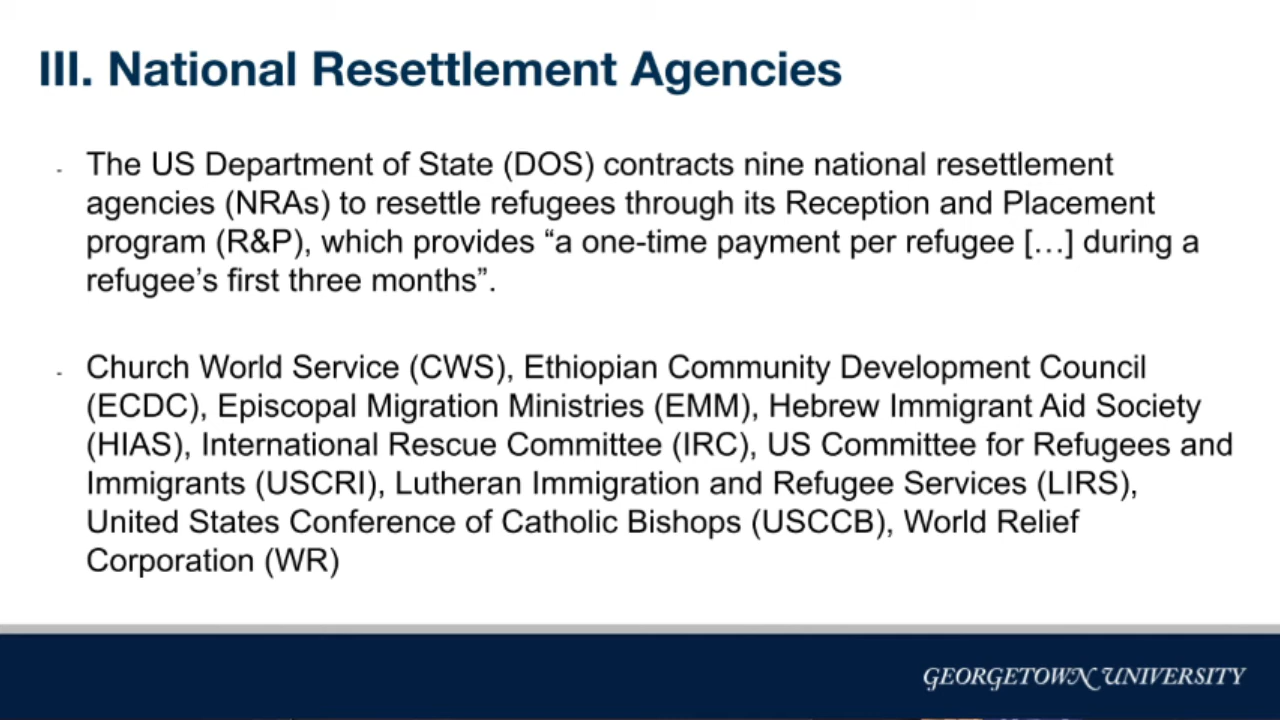 III. National Resettlement Agencies
- The US Department of State (DOS) contracts nine national resettlement
agencies (NRAs) to resettle refugees through its Reception and Placement
program (R&P), which provides “a one-time payment per refugee […] during a
refugee’s first three months”.
- Church World Service (CWS), Ethiopian Community Development Council
(ECDC), Episcopal Migration Ministries (EMM), Hebrew Immigrant Aid Society
(HIAS), International Rescue Committee (IRC), US Committee for Refugees and
Immigrants (USCRI), Lutheran Immigration and Refugee Services (LIRS),
United States Conference of Catholic Bishops (USCCB), World Relief
Corporation (WR)
GEORGETOWN UNIVERSITY